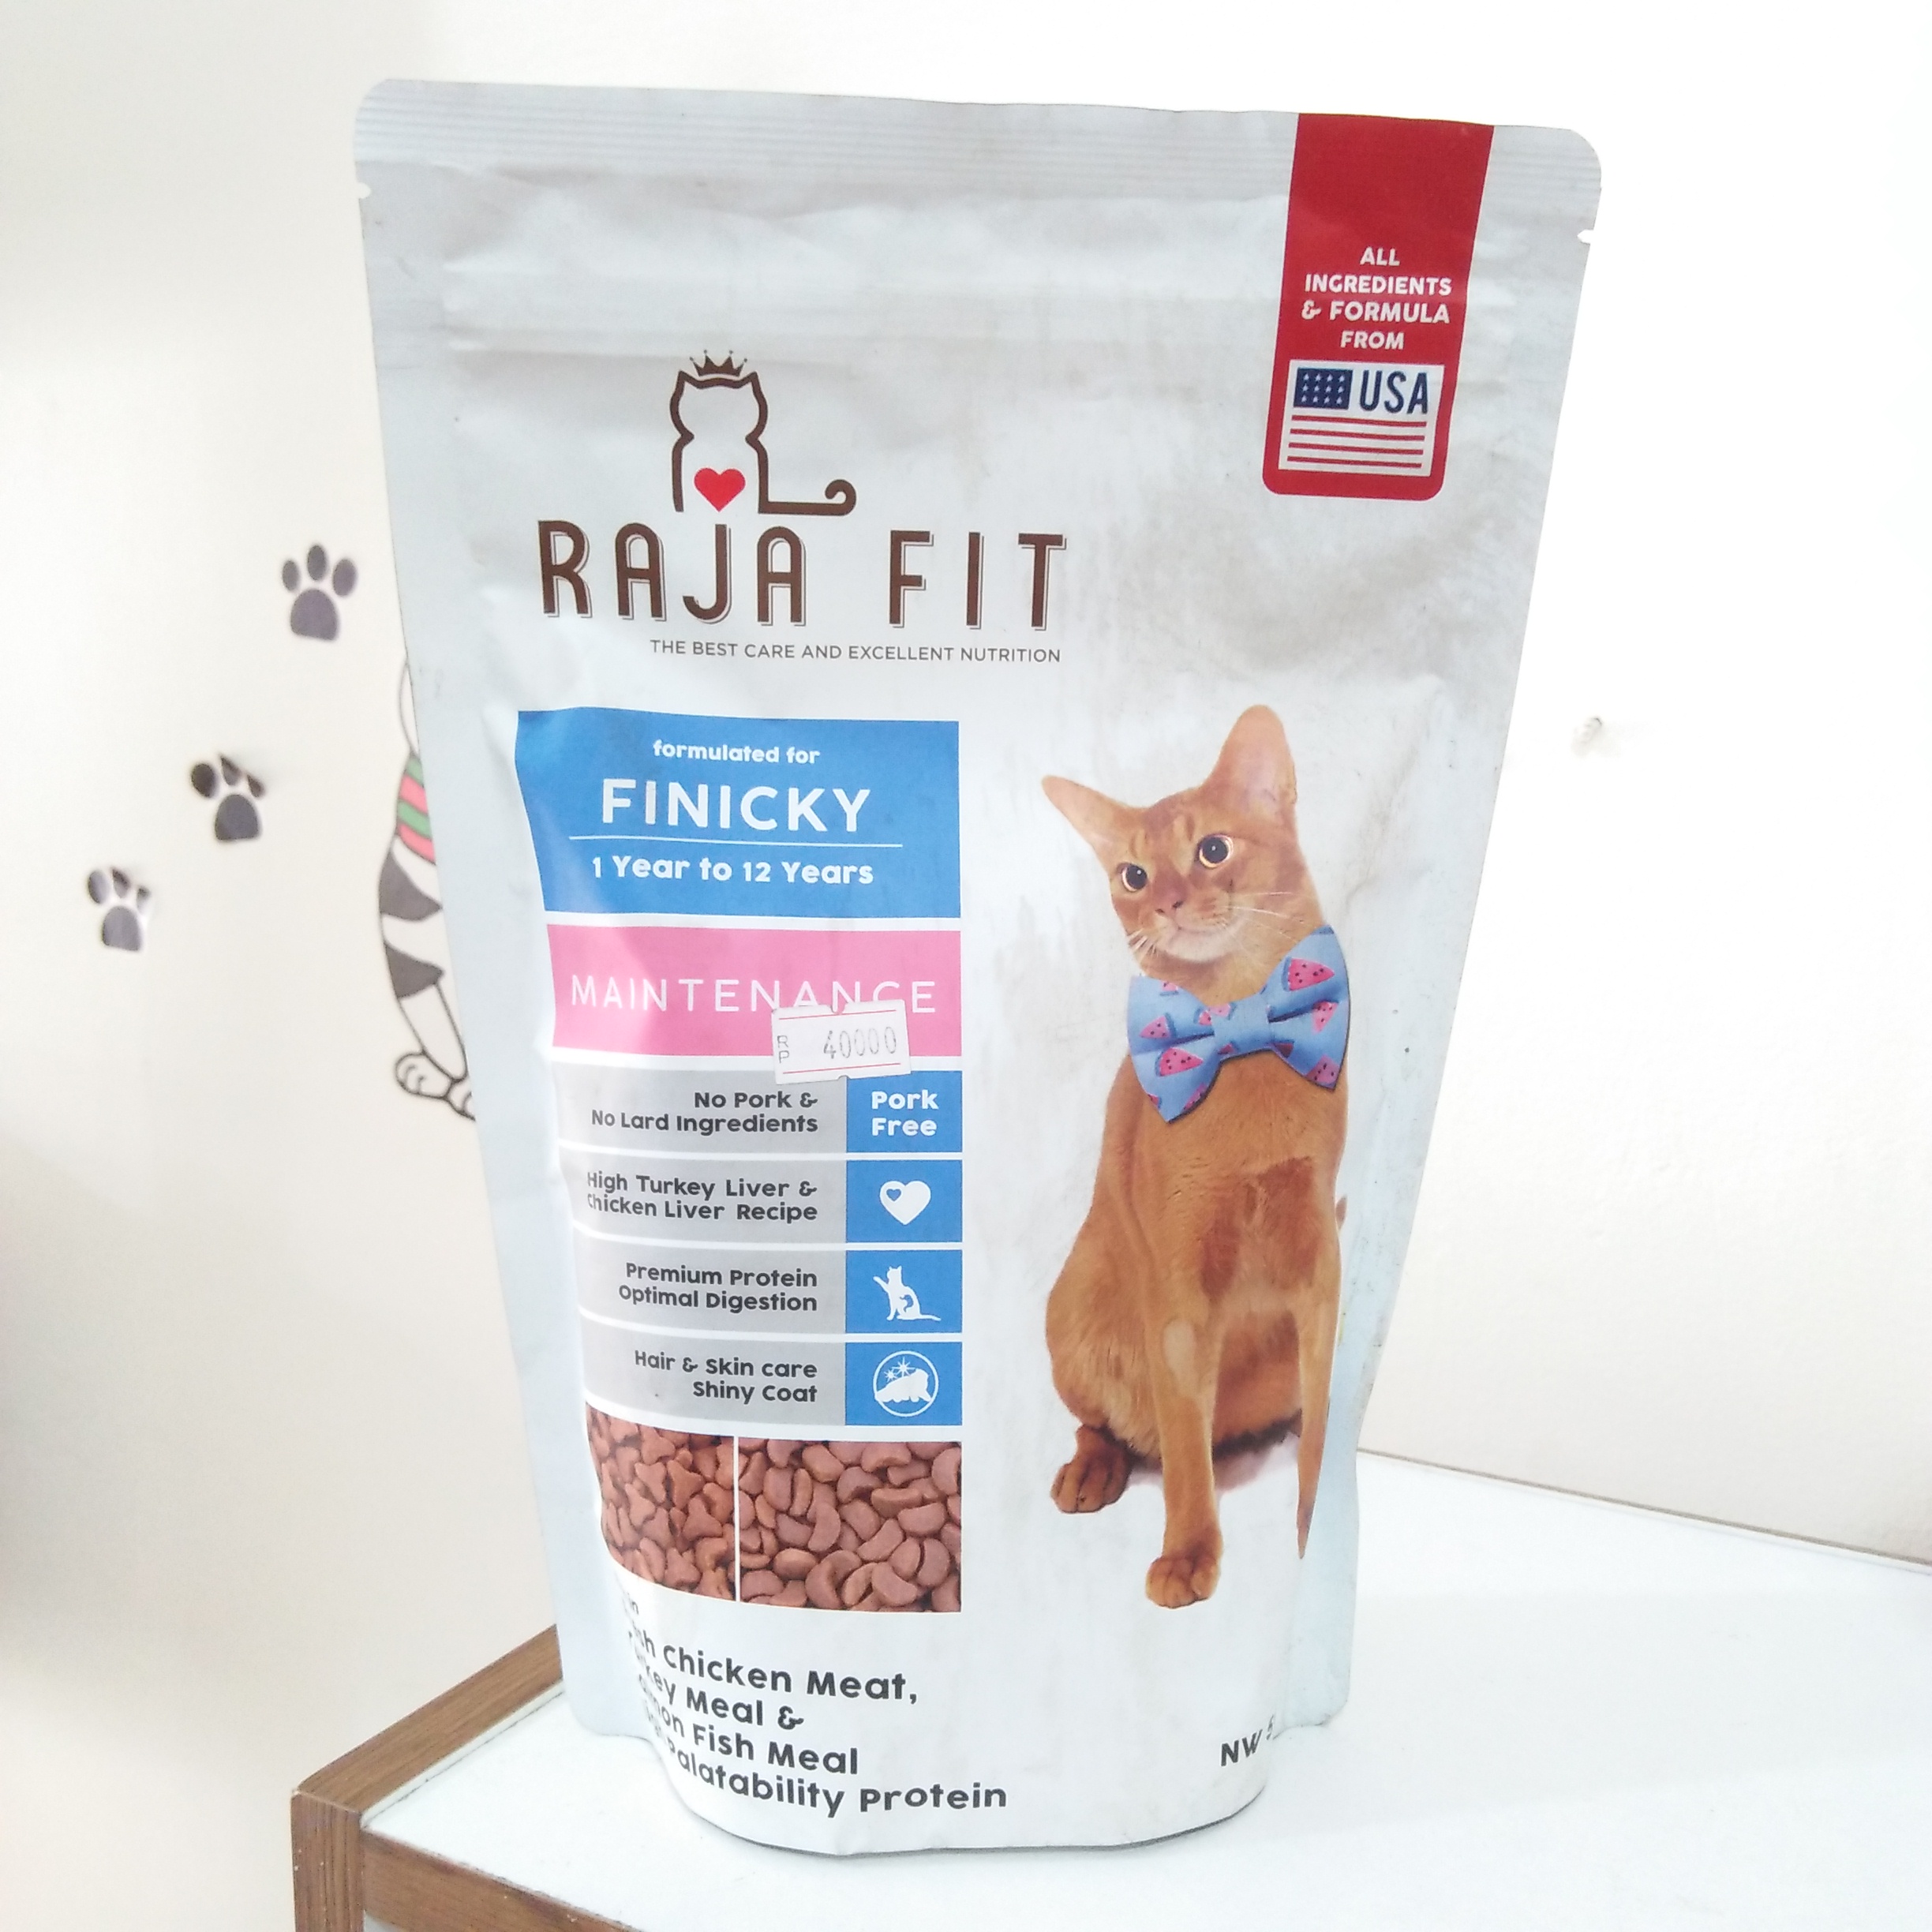 ALL
INGREDIENTS
& FORMULA
FROM
USA
RAJA FIT
THE BEST CARE AND EXCELLENT NUTRITION
formulated for
FINICKY
1 Year to 12 Years
MAINTENANCE
RP 40000
No Pork &
No Lard Ingredients
Pork
Free
High Turkey Liver &
Chicken Liver Recipe
Premium Protein
Optimal Digestion
Hair & Skin care
Shiny Coat
Chicken Meat,
Meal &
Fish Meal
Palatability Protein
NW